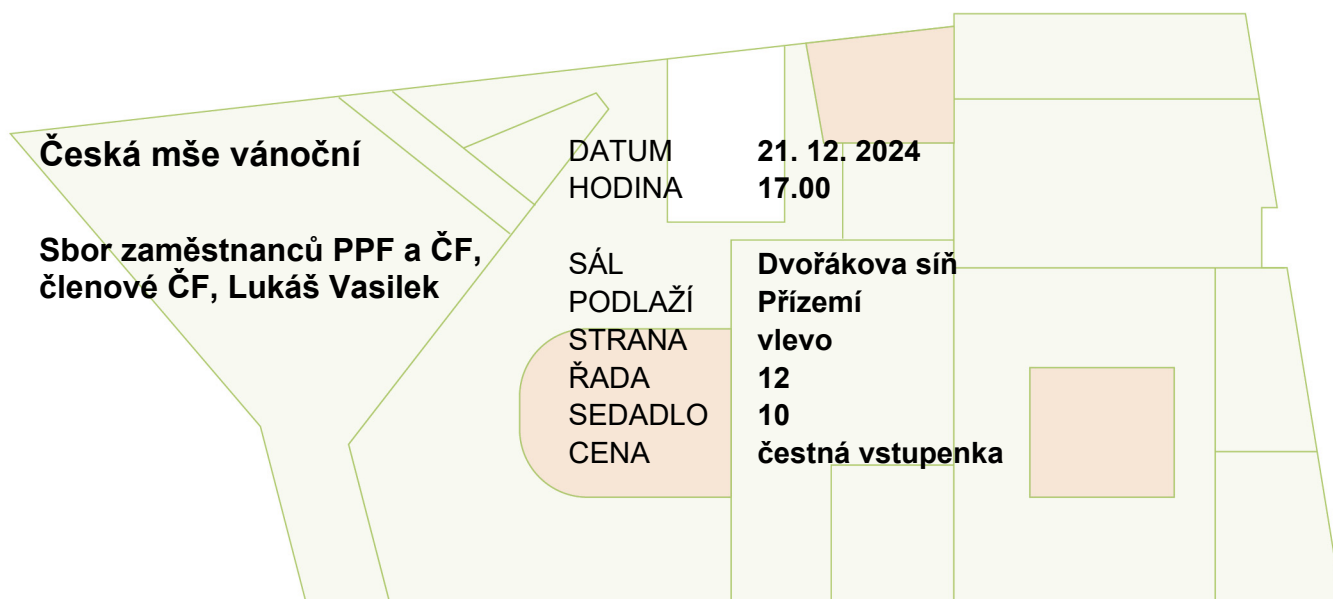 Česká mše vánoční
Sbor zaměstnanců PPF a ČF,
členové ČF, Lukáš Vasilek
DATUM 21. 12. 2024
HODINA 17.00
SÁL Dvořákova síň
PODLAŽÍ Přízemí
STRANA vlevo
ŘADA 12
SEDADLO 10
CENA čestná vstupenka